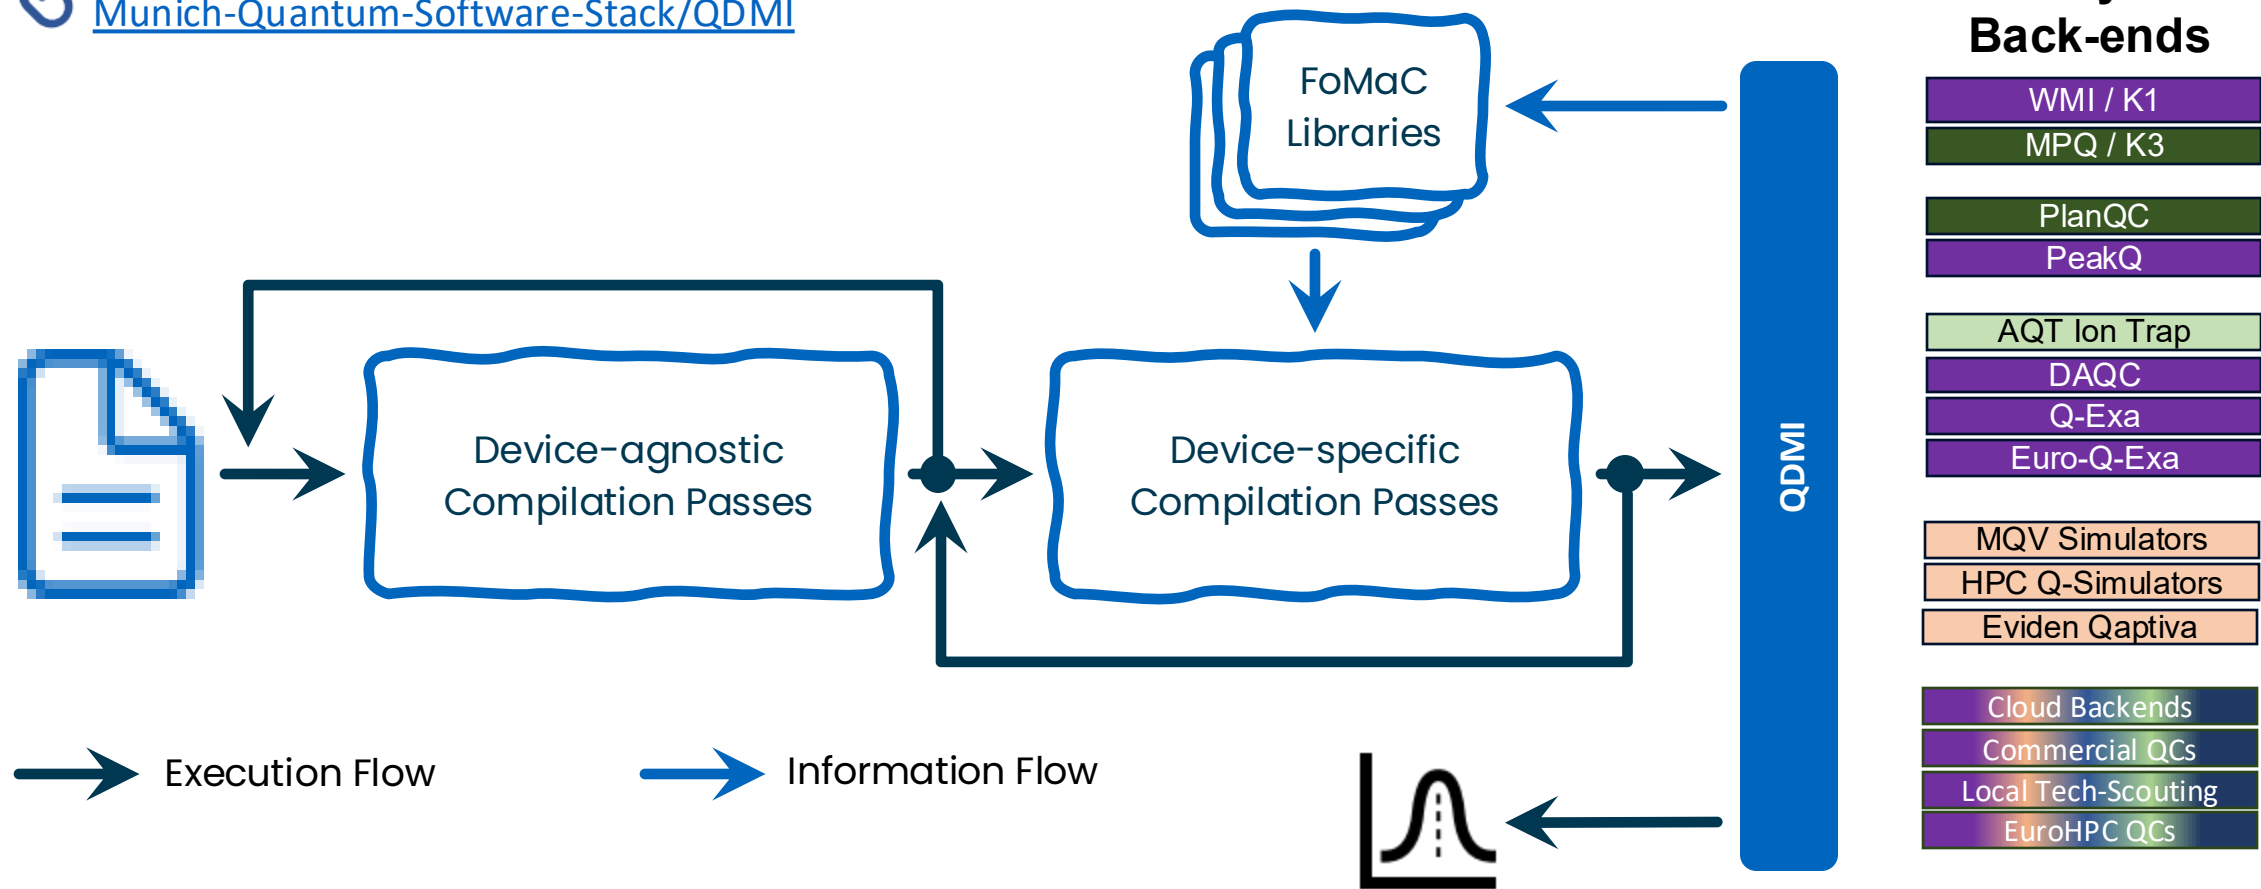 Munich-Quantum-Software-Stack/QDMI
Back-ends
FoMaC
Libraries
Device-agnostic
Compilation Passes
Device-specific
Compilation Passes
QDMI
WMI / K1
MPQ / K3
PlanQC
PeakQ
AQT Ion Trap
DAQC
Q-Exa
Euro-Q-Exa
MQV Simulators
HPC Q-Simulators
Eviden Qaptiva
Cloud Backends
Commercial QCs
Local Tech-Scouting
EuroHPC QCs
Execution Flow
Information Flow